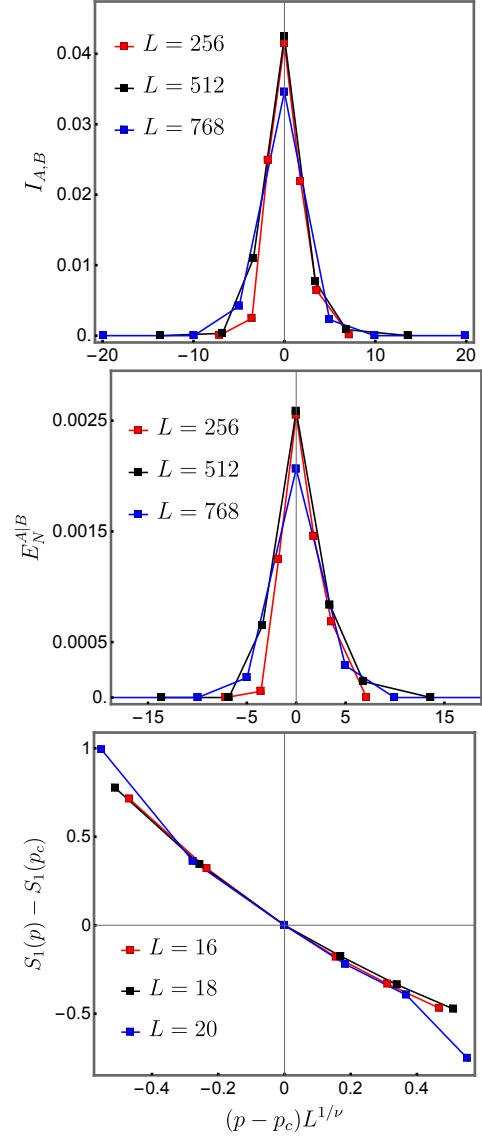 I_{A,B}
0.04
0.03
0.02
0.01
0.
L = 256
L = 512
L = 768
−20 −10 0 10 20
E_N^{A|B}
0.0025
0.0015
0.0005
0.
L = 256
L = 512
L = 768
−15 −5 0 5 15
S_1(p) − S_1(p_c)
1
0.5
0
−0.5
L = 16
L = 18
L = 20
−0.4 −0.2 0 0.2 0.4
(p − p_c)L^{1/ν}